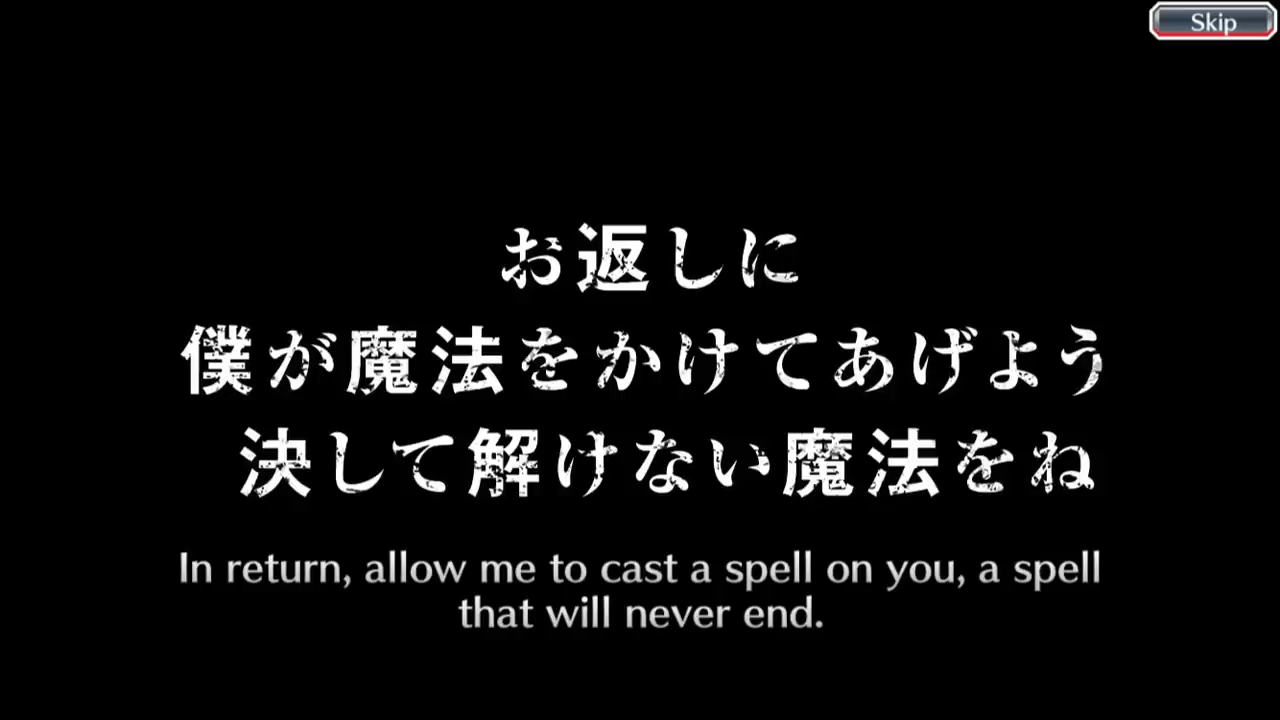 Skip
お返しに
僕が魔法をかけてあげよう
決して解けない魔法をね
In return, allow me to cast a spell on you, a spell
that will never end.